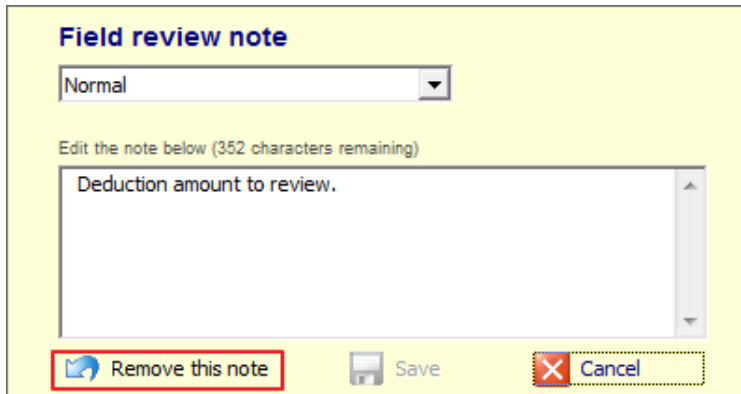 Field review note
Normal
Edit the note below (352 characters remaining)
Deduction amount to review.
Remove this note Save Cancel